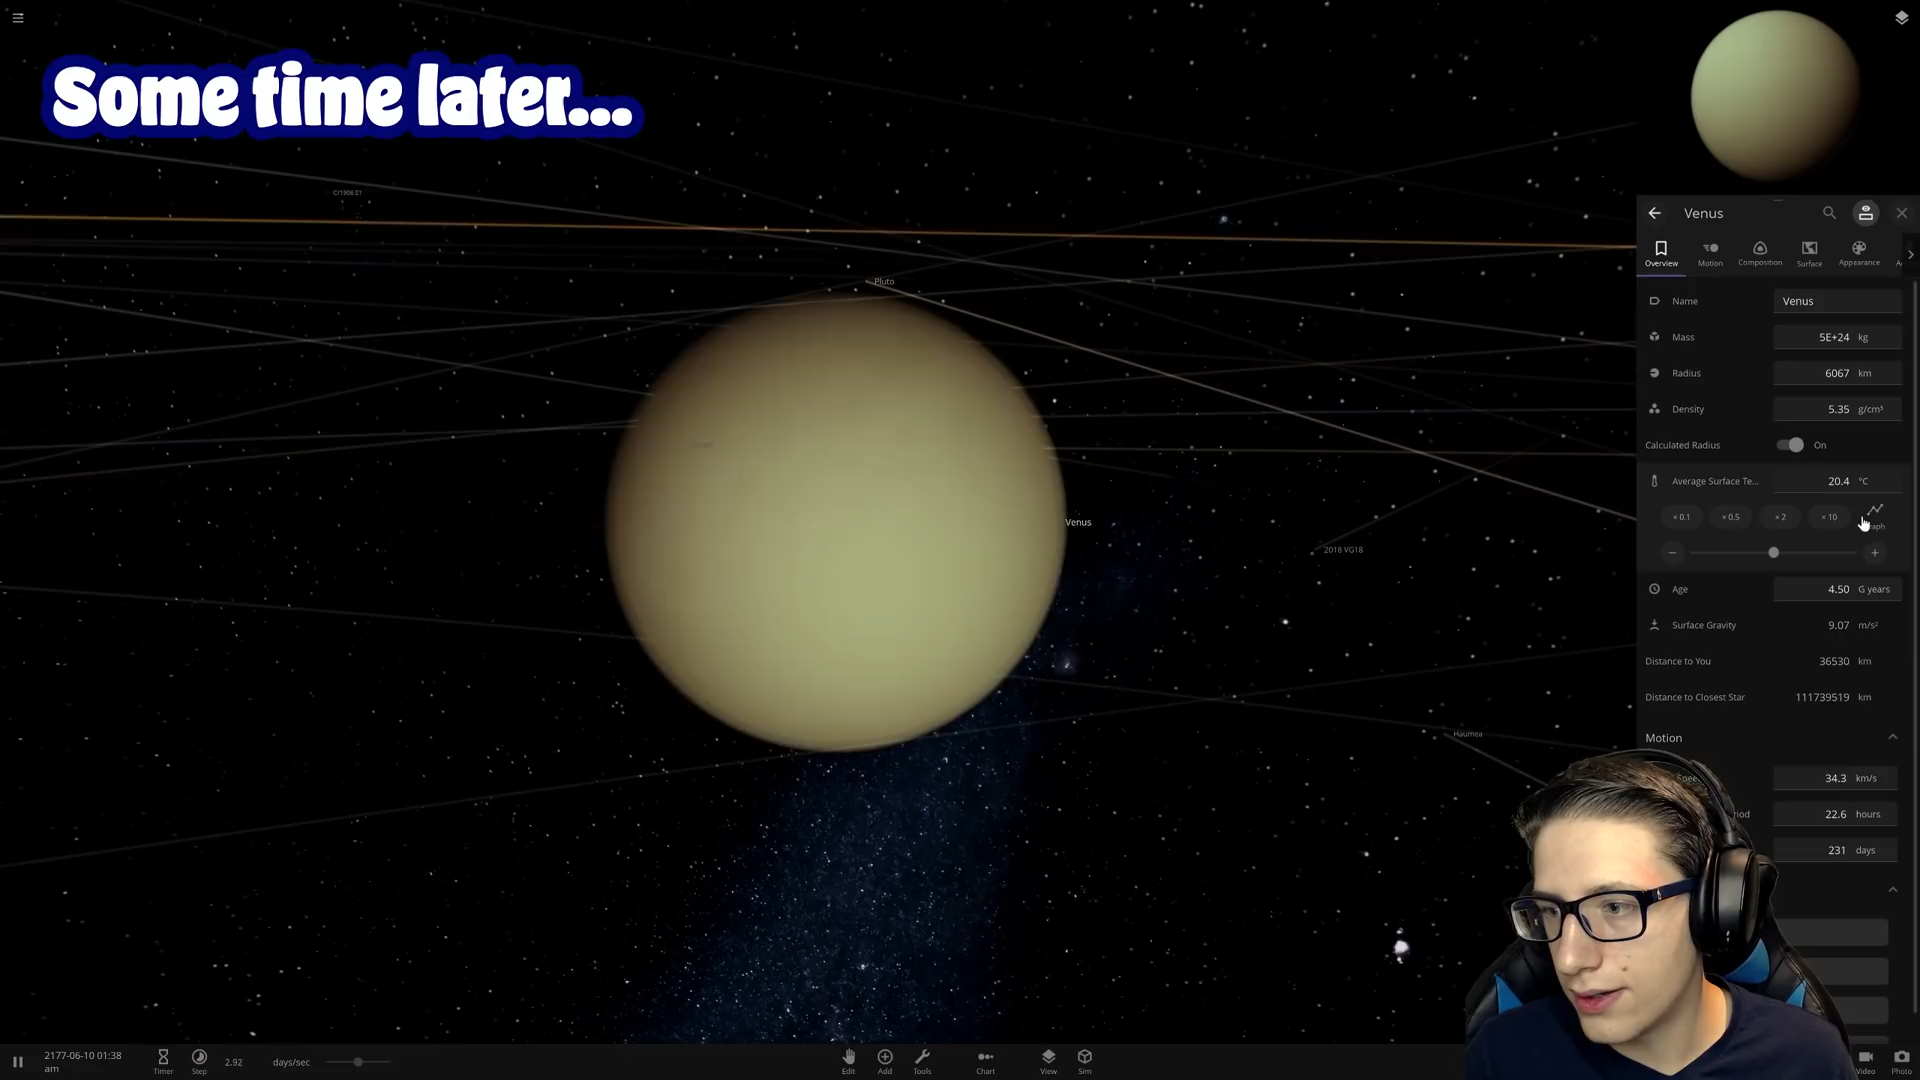 Some time later...
C/1906 E1
Pluto
Venus
2018 VG18
Haumea
Venus
Overview
Motion
Composition
Surface
Appearance
Name Venus
Mass 5E+24 kg
Radius 6067 km
Density 5.35 g/cm³
Calculated Radius On
Average Surface Te... 20.4 °C
× 0.1 × 0.5 × 2 × 10
Age 4.50 G years
Surface Gravity 9.07 m/s²
Distance to You 36530 km
Distance to Closest Star 111739519 km
Motion
34.3 km/s
22.6 hours
231 days
2177-06-10 01:38
am
Timer
Step
2.92 days/sec
Edit
Add
Tools
Chart
View
Sim
Video
Photo